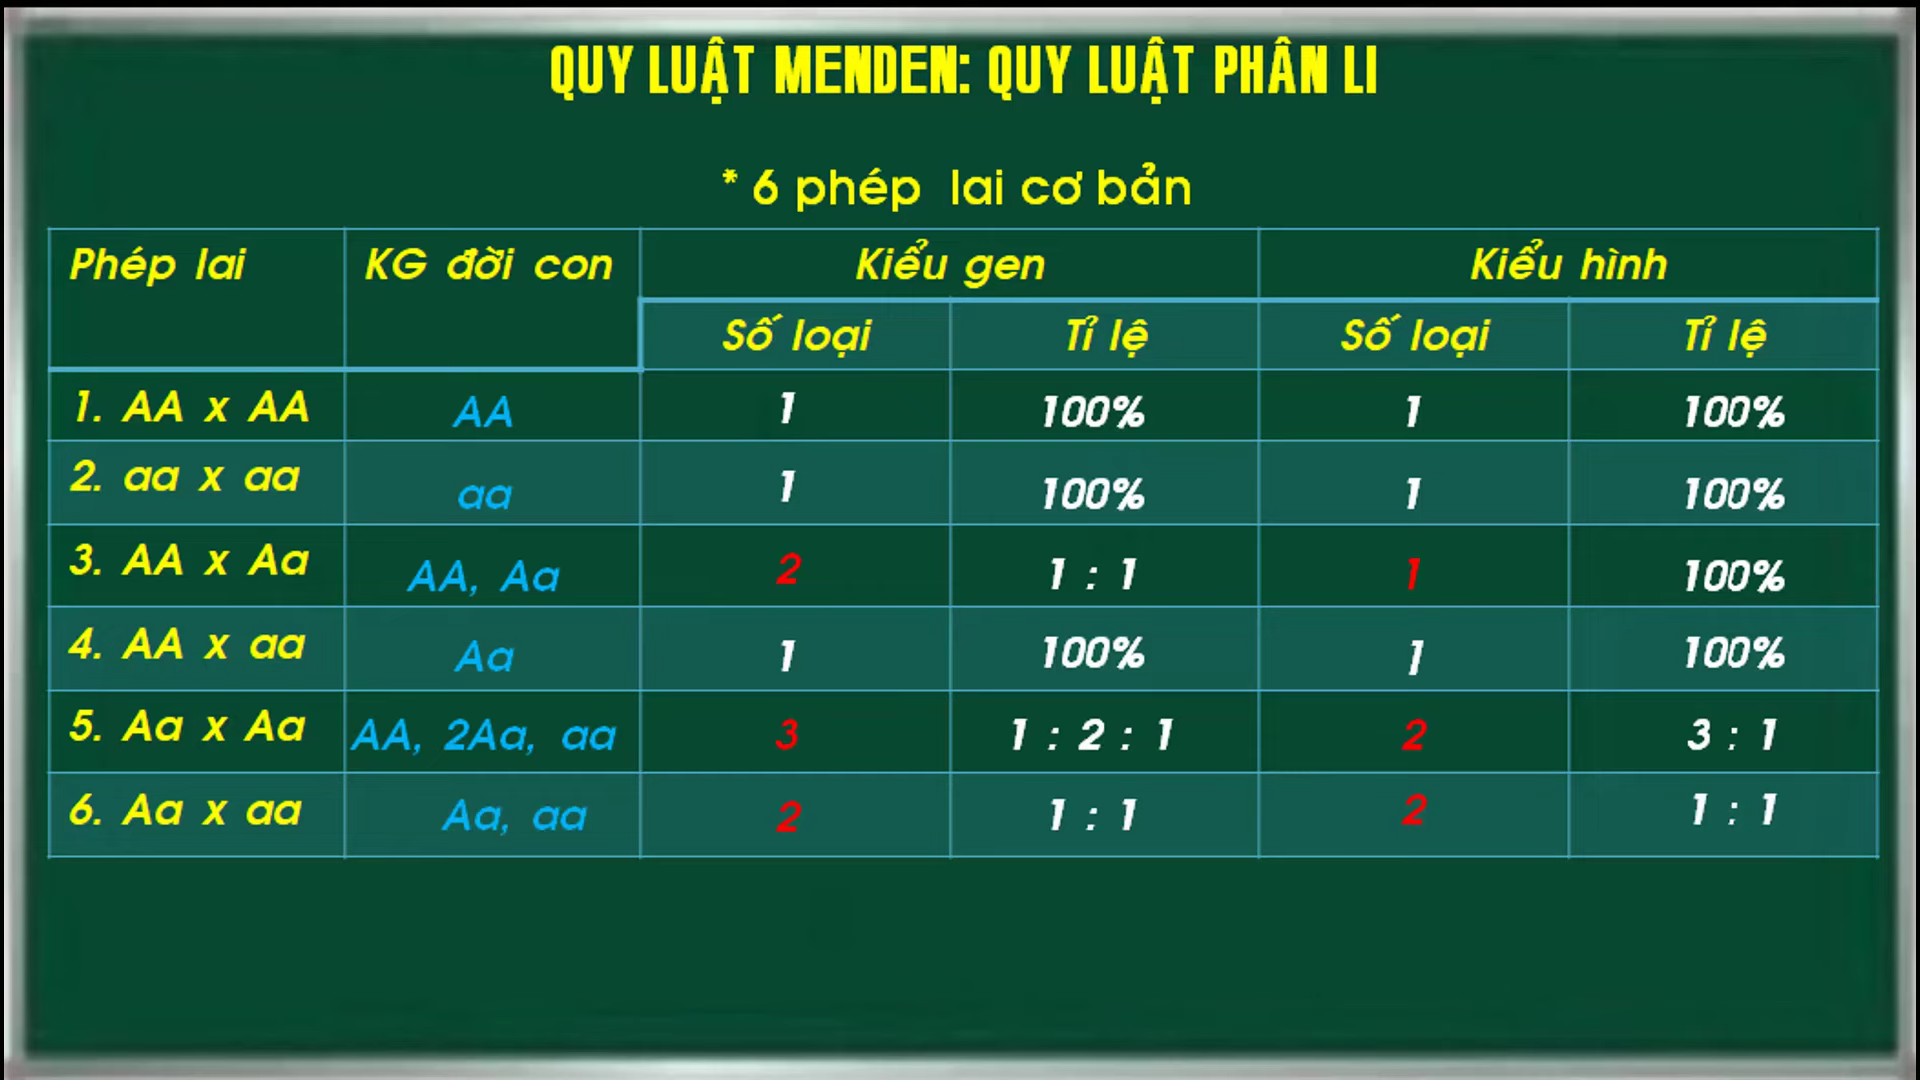 QUY LUẬT MENDEN: QUY LUẬT PHÂN LI
* 6 phép lai cơ bản
Phép lai KG đời con Kiểu gen Kiểu hình
Số loại Tỉ lệ Số loại Tỉ lệ
1. AA x AA AA 1 100% 1 100%
2. aa x aa aa 1 100% 1 100%
3. AA x Aa AA, Aa 2 1 : 1 1 100%
4. AA x aa Aa 1 100% 1 100%
5. Aa x Aa AA, 2Aa, aa 3 1 : 2 : 1 2 3 : 1
6. Aa x aa Aa, aa 2 1 : 1 2 1 : 1